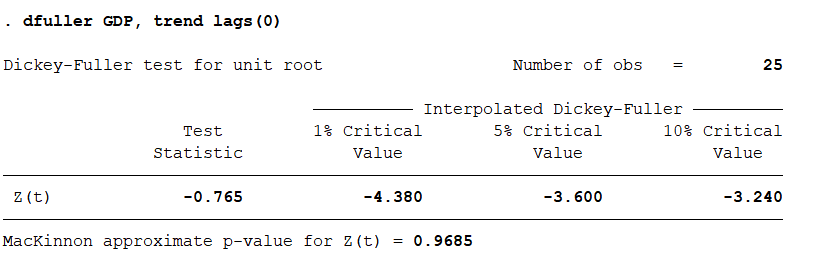 . dfuller GDP, trend lags(0)
Dickey-Fuller test for unit root Number of obs = 25
Interpolated Dickey-Fuller
Test 1% Critical 5% Critical 10% Critical
Statistic Value Value Value
Z(t) -0.765 -4.380 -3.600 -3.240
MacKinnon approximate p-value for Z(t) = 0.9685